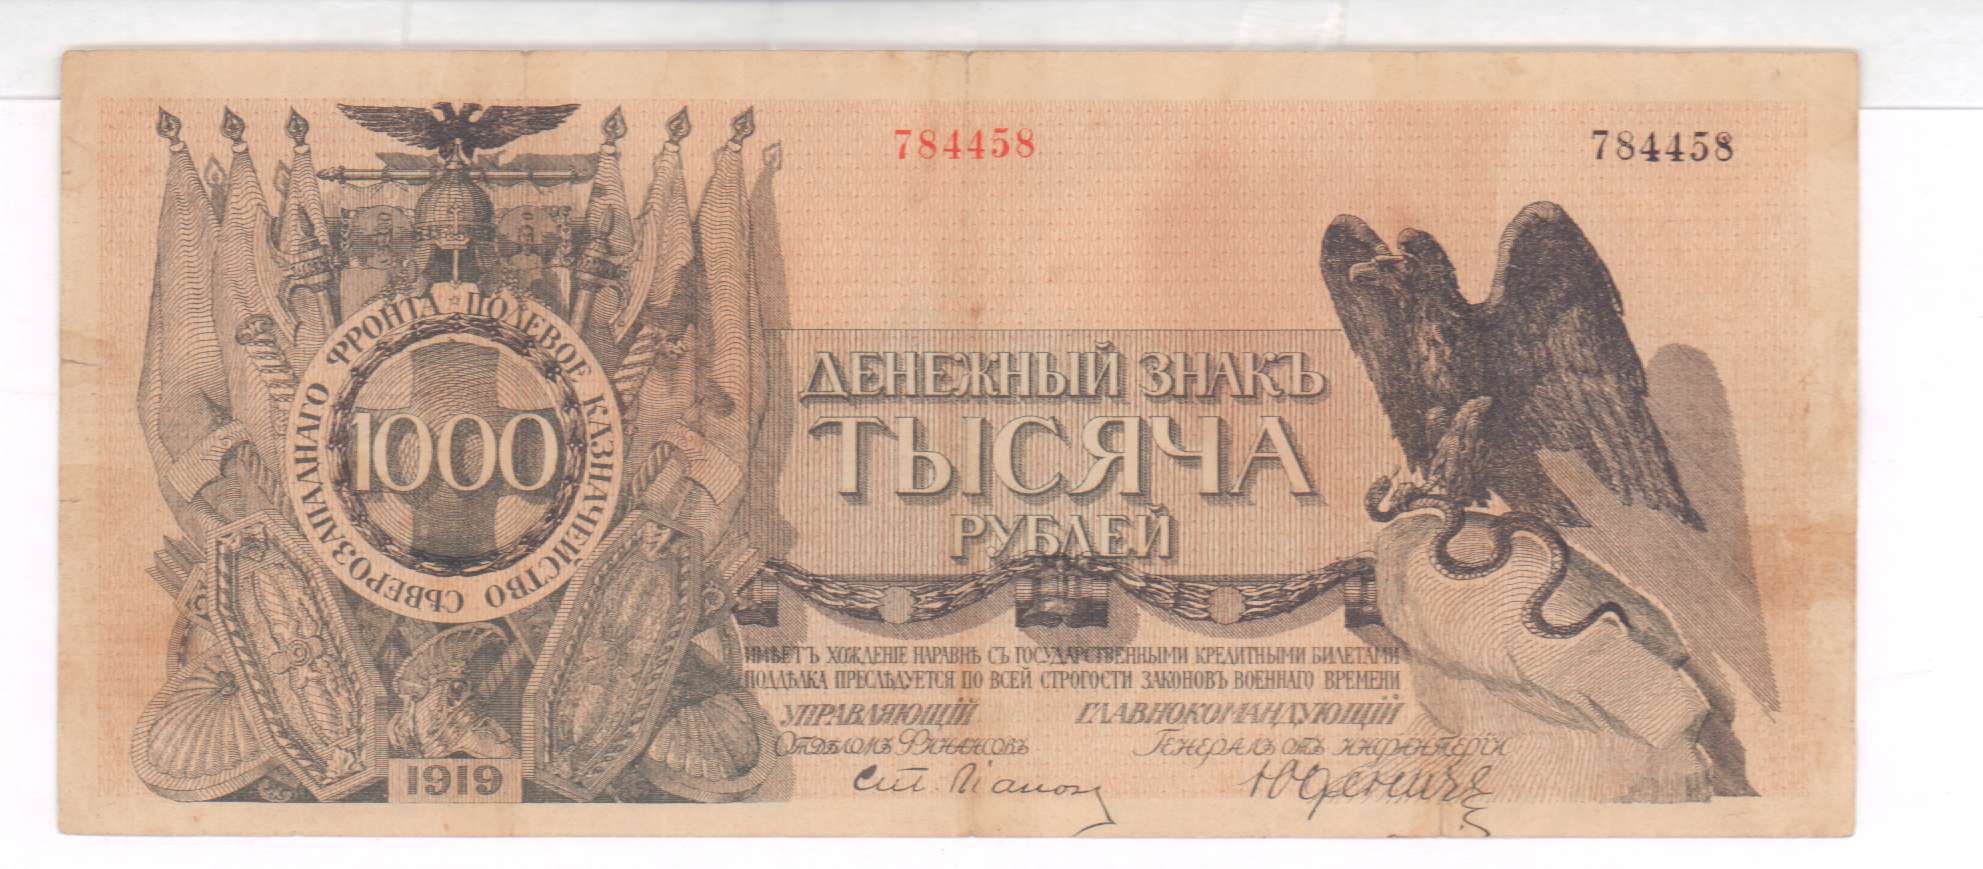 784458 784458
ПОЛЕВОЕ КАЗНАЧЕЙСТВО СѢВЕРОЗАПАДНАГО ФРОНТА
1000
ДЕНЕЖНЫЙ ЗНАКЪ
ТЫСЯЧА
РУБЛЕЙ
ИМѢЕТЪ ХОЖДЕНІЕ НАРАВНѢ СЪ ГОСУДАРСТВЕННЫМИ КРЕДИТНЫМИ БИЛЕТАМИ
ПОДДѢЛКА ПРЕСЛѢДУЕТСЯ ПО ВСЕЙ СТРОГОСТИ ЗАКОНОВЪ ВОЕННАГО ВРЕМЕНИ
УПРАВЛЯЮЩІЙ ГЛАВНОКОМАНДУЮЩІЙ
ОТДѢЛОМЪ ФИНАНСОВЪ ГЕНЕРАЛЪ ОТЪ ИНФАНТЕРІИ
Юденичъ
1919